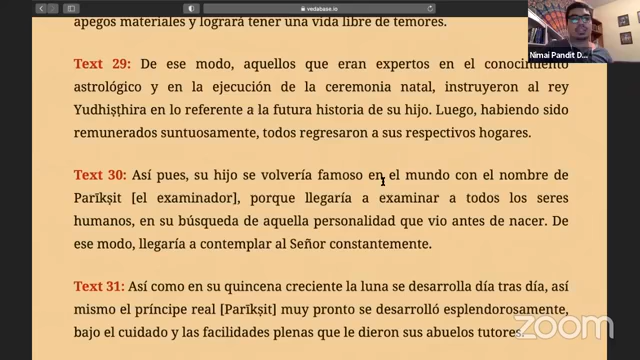 vedabase.io
apegos materiales y logrará tener una vida libre de temores.
Nimai Pandit D...
Text 29: De ese modo, aquellos que eran expertos en el conocimiento
astrológico y en la ejecución de la ceremonia natal, instruyeron al rey
Yudhiṣṭhira en lo referente a la futura historia de su hijo. Luego, habiendo sido
remunerados suntuosamente, todos regresaron a sus respectivos hogares.
Text 30: Así pues, su hijo se volvería famoso en el mundo con el nombre de
Parīkṣit [el examinador], porque llegaría a examinar a todos los seres
humanos, en su búsqueda de aquella personalidad que vio antes de nacer. De
ese modo, llegaría a contemplar al Señor constantemente.
Text 31: Así como en su quincena creciente la luna se desarrolla día tras día, así
mismo el príncipe real [Parīkṣit] muy pronto se desarrolló esplendorosamente,
bajo el cuidado y las facilidades plenas que le dieron sus abuelos tutores.
zoom